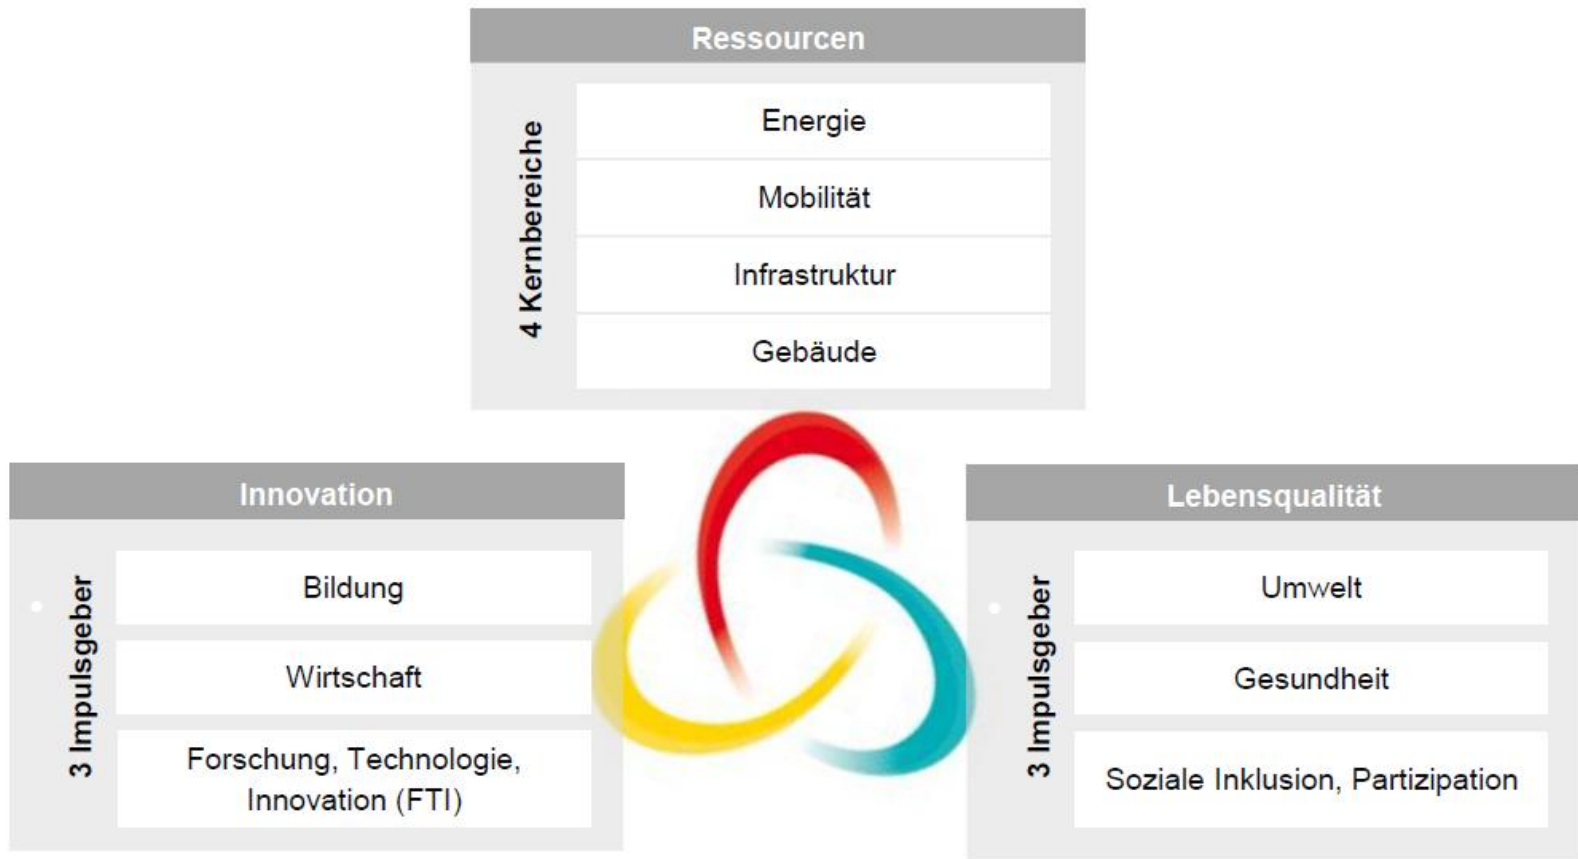 Ressourcen
4 Kernbereiche
Energie
Mobilität
Infrastruktur
Gebäude
Innovation
3 Impulsgeber
Bildung
Wirtschaft
Forschung, Technologie,
Innovation (FTI)
Lebensqualität
3 Impulsgeber
Umwelt
Gesundheit
Soziale Inklusion, Partizipation